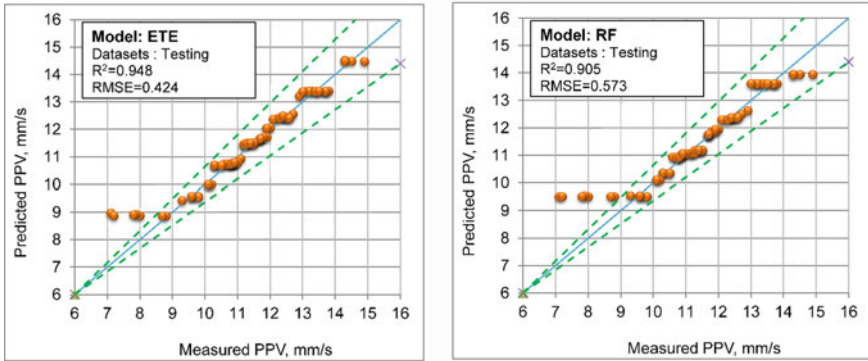 Model: ETE
Datasets : Testing
R²=0.948
RMSE=0.424
Predicted PPV, mm/s
16
15
14
13
12
11
10
9
8
7
6
6 7 8 9 10 11 12 13 14 15 16
Measured PPV, mm/s
Model: RF
Datasets : Testing
R²=0.905
RMSE=0.573
Predicted PPV, mm/s
16
15
14
13
12
11
10
9
8
7
6
6 7 8 9 10 11 12 13 14 15 16
Measured PPV, mm/s